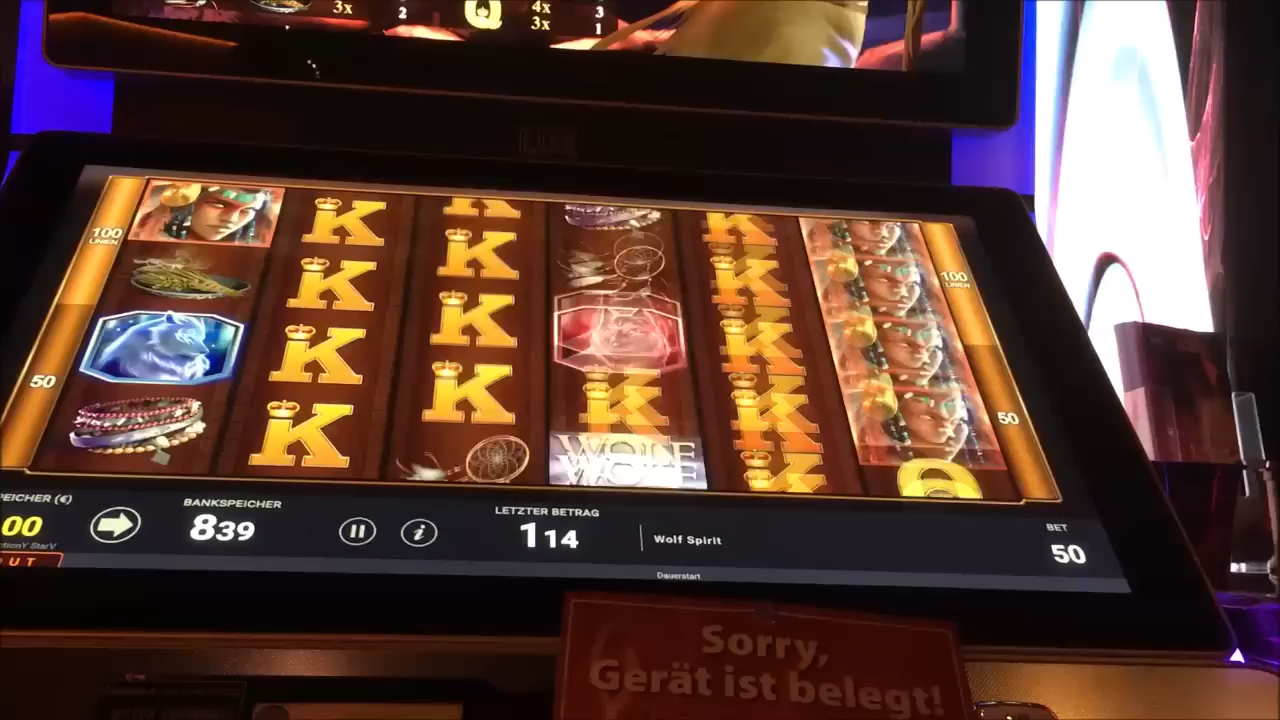 3x
2
Q
4x
3x
3
1
100
LINIEN
K
K
K
K
K
K
K
K
K
K
K
K
K
K
WOLF
100
LINIEN
50
50
Q
BANKSPEICHER
839
LETZTER BETRAG
114
Wolf Spirit
BET
50
00
Dauerstart
Sorry,
Gerät ist belegt!